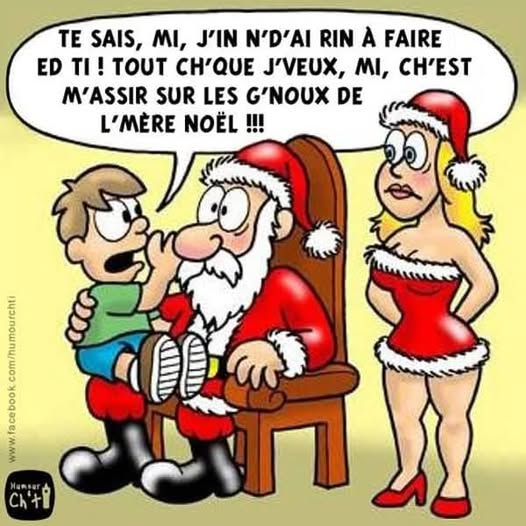 TE SAIS, MI, J'IN N'D'AI RIN À FAIRE
ED TI ! TOUT CH'QUE J'VEUX, MI, CH'EST
M'ASSIR SUR LES G'NOUX DE
L'MÈRE NOËL !!!
www.facebook.com/humourchti
Humour
Ch'ti